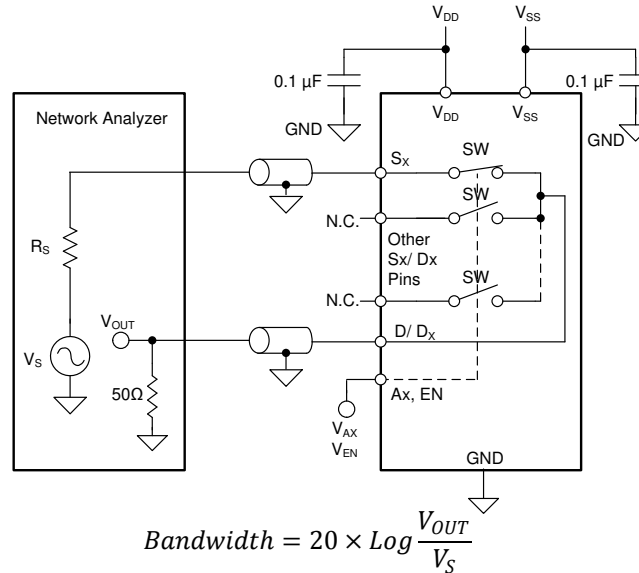 V_DD
V_SS
0.1 µF
0.1 µF
GND
V_DD
V_SS
GND
Network Analyzer
S_X
SW
SW
N.C.
Other
Sx/ Dx
Pins
R_S
SW
N.C.
V_OUT
D/ D_X
V_S
50Ω
Ax, EN
V_AX
V_EN
GND
Bandwidth = 20 × Log V_OUT / V_S